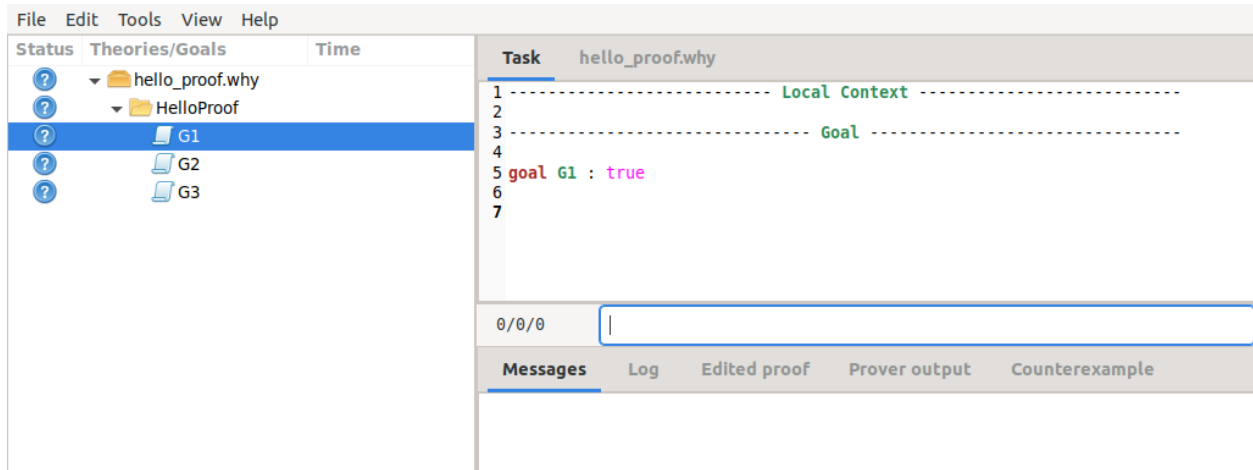 File Edit Tools View Help
Status Theories/Goals Time
hello_proof.why
HelloProof
G1
G2
G3
Task hello_proof.why
1 --------------------------- Local Context ---------------------------
2
3 ------------------------------- Goal --------------------------------
4
5 goal G1 : true
6
7
0/0/0
Messages Log Edited proof Prover output Counterexample